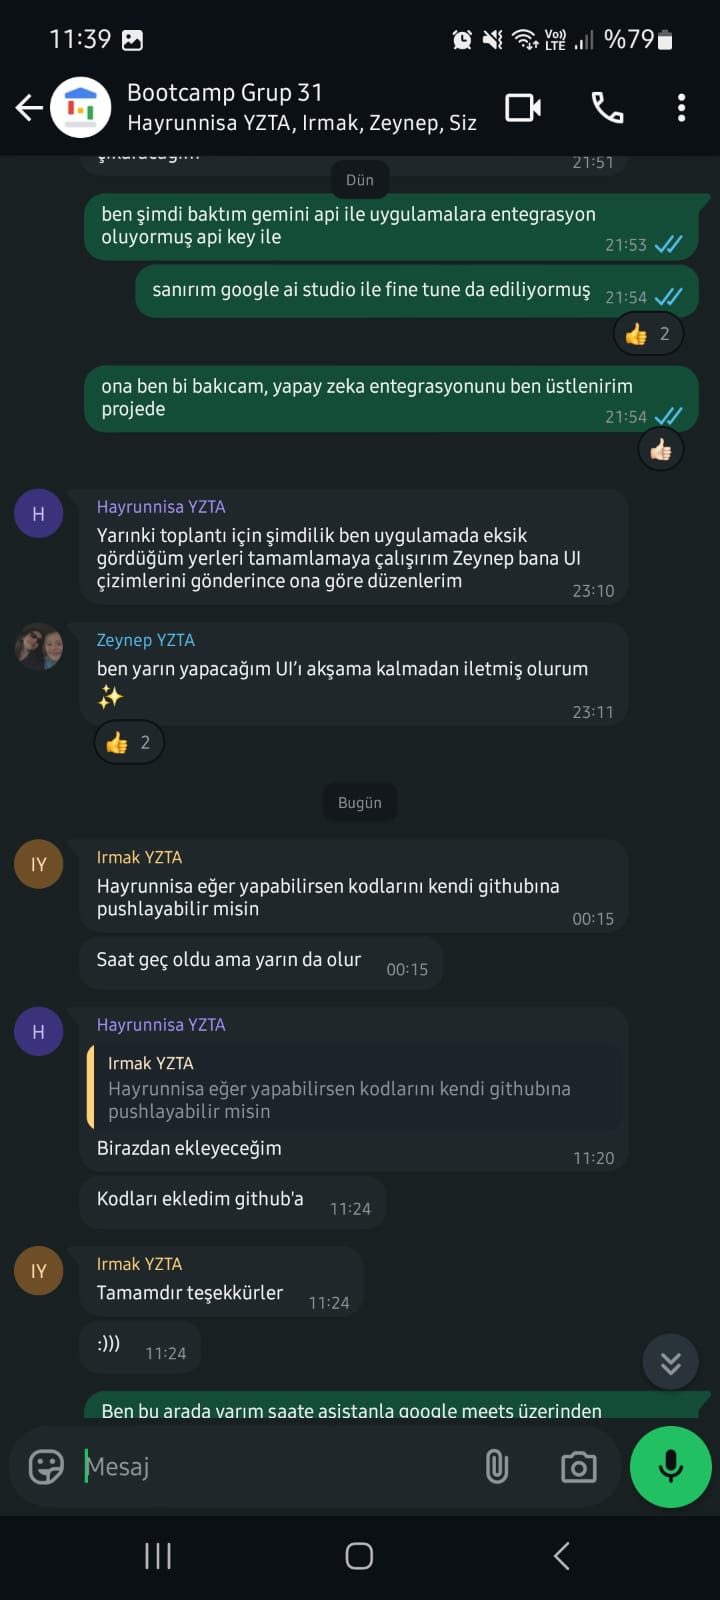 11:39
Vo))
LTE
%79
Bootcamp Grup 31
Hayrunnisa YZTA, Irmak, Zeynep, Siz
21:51
Dün
ben şimdi baktım gemini api ile uygulamalara entegrasyon
oluyormuş api key ile
21:53
sanırım google ai studio ile fine tune da ediliyormuş
21:54
2
ona ben bi bakıcam, yapay zeka entegrasyonunu ben üstlenirim
projede
21:54
H
Hayrunnisa YZTA
Yarınki toplantı için şimdilik ben uygulamada eksik
gördüğüm yerleri tamamlamaya çalışırım Zeynep bana UI
çizimlerini gönderince ona göre düzenlerim
23:10
Zeynep YZTA
ben yarın yapacağım UI’ı akşama kalmadan iletmiş olurum
✨
23:11
2
Bugün
IY
Irmak YZTA
Hayrunnisa eğer yapabilirsen kodlarını kendi githubına
pushlayabilir misin
00:15
Saat geç oldu ama yarın da olur
00:15
H
Hayrunnisa YZTA
Irmak YZTA
Hayrunnisa eğer yapabilirsen kodlarını kendi githubına
pushlayabilir misin
Birazdan ekleyeceğim
11:20
Kodları ekledim github'a
11:24
IY
Irmak YZTA
Tamamdır teşekkürler
11:24
:)))
11:24
Ben bu arada yarım saate asistanla google meets üzerinden
Mesaj